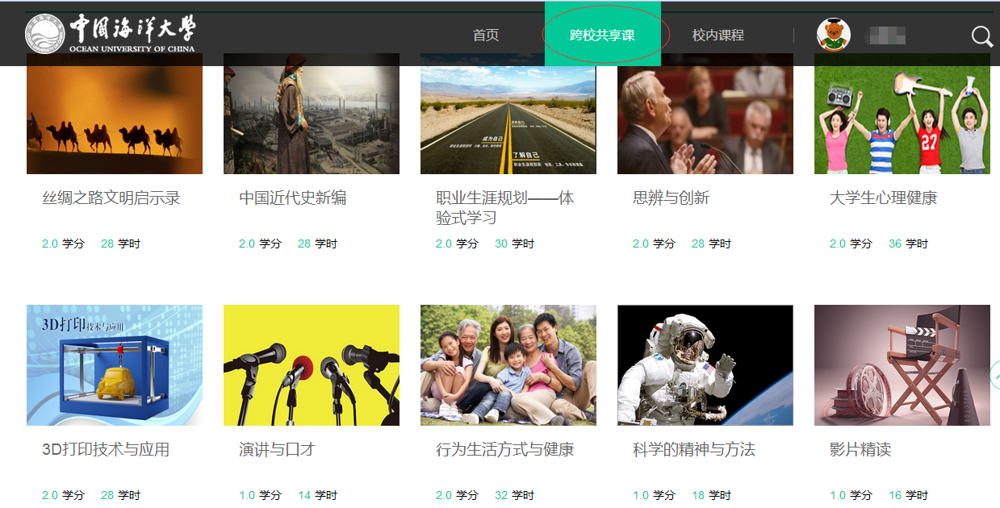 中国海洋大学
OCEAN UNIVERSITY OF CHINA
首页
跨校共享课
校内课程
成为自己
了解自己
27
丝绸之路文明启示录
2.0 学分 28 学时
中国近代史新编
2.0 学分 28 学时
职业生涯规划——体
验式学习
2.0 学分 30 学时
思辨与创新
2.0 学分 28 学时
大学生心理健康
2.0 学分 36 学时
3D打印技术与应用
3D打印技术与应用
2.0 学分 28 学时
演讲与口才
1.0 学分 14 学时
行为生活方式与健康
2.0 学分 32 学时
科学的精神与方法
1.0 学分 18 学时
影片精读
1.0 学分 16 学时